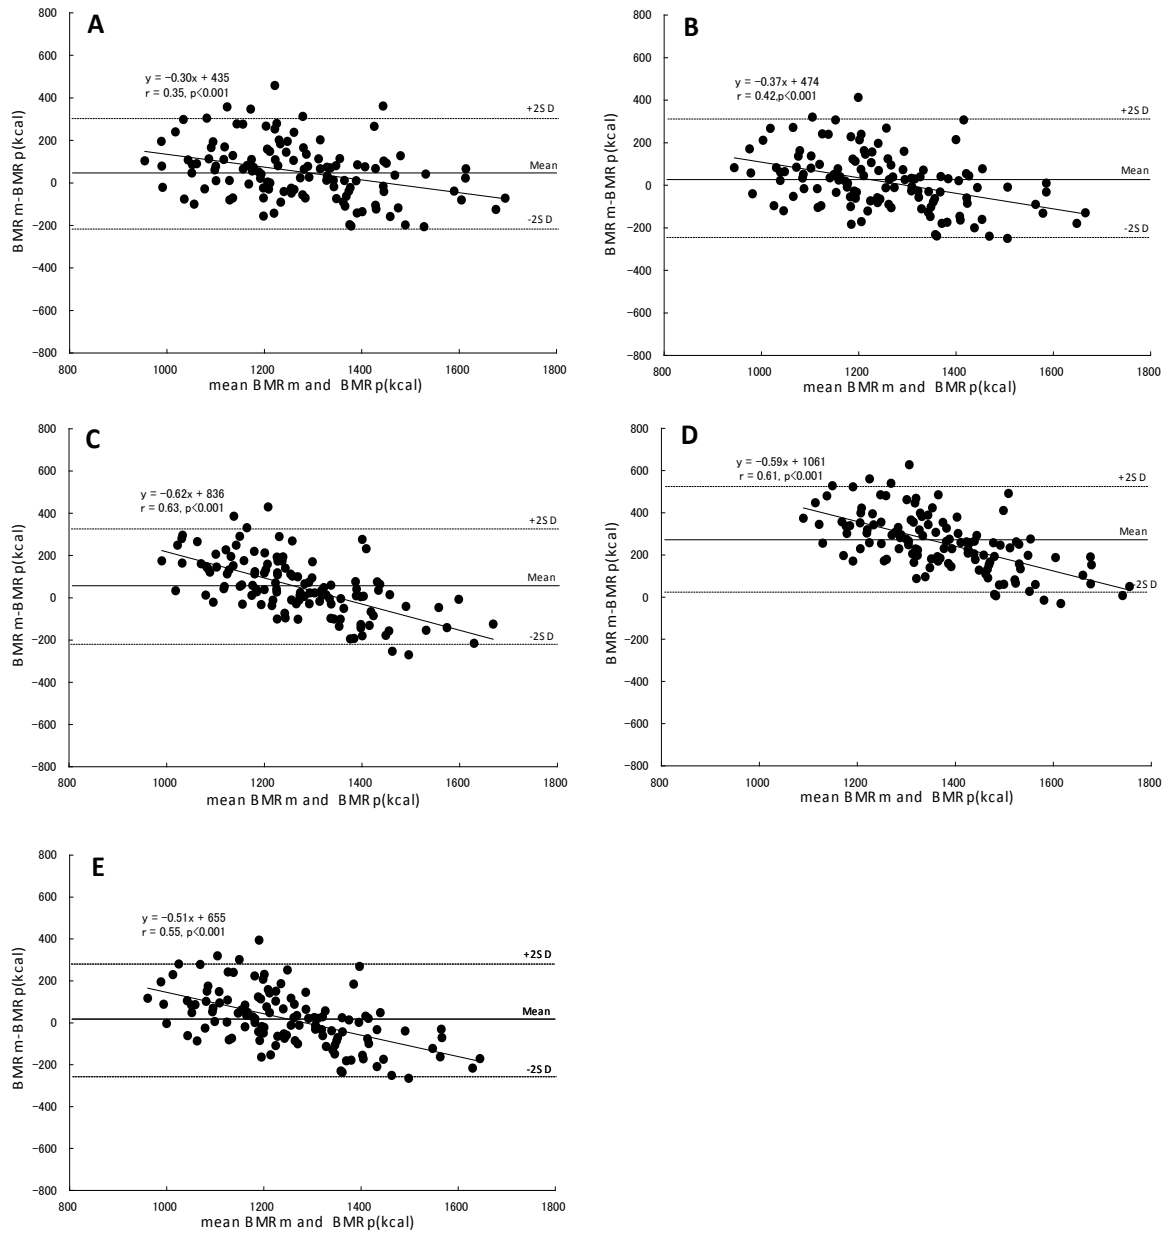 A
800
600
400
200
0
−200
−400
−600
−800
BMRm-BMRp(kcal)
y = −0.30x + 435
r = 0.35, p<0.001
+2SD
Mean
-2SD
800 1000 1200 1400 1600 1800
mean BMRm and BMRp(kcal)
B
800
600
400
200
0
−200
−400
−600
−800
BMRm-BMRp(kcal)
y = −0.37x + 474
r = 0.42,p<0.001
+2SD
Mean
-2SD
800 1000 1200 1400 1600 1800
mean BMRm and BMRp(kcal)
C
800
600
400
200
0
−200
−400
−600
−800
BMRm-BMRp(kcal)
y = −0.62x + 836
r = 0.63, p<0.001
+2SD
Mean
-2SD
800 1000 1200 1400 1600 1800
mean BMRm and BMRp(kcal)
D
800
600
400
200
0
−200
−400
−600
−800
BMRm-BMRp(kcal)
y = −0.59x + 1061
r = 0.61, p<0.001
+2SD
Mean
-2SD
800 1000 1200 1400 1600 1800
mean BMRm and BMRp(kcal)
E
800
600
400
200
0
−200
−400
−600
−800
BMRm-BMRp(kcal)
y = −0.51x + 655
r = 0.55, p<0.001
+2SD
Mean
-2SD
800 1000 1200 1400 1600 1800
mean BMRm and BMRp(kcal)